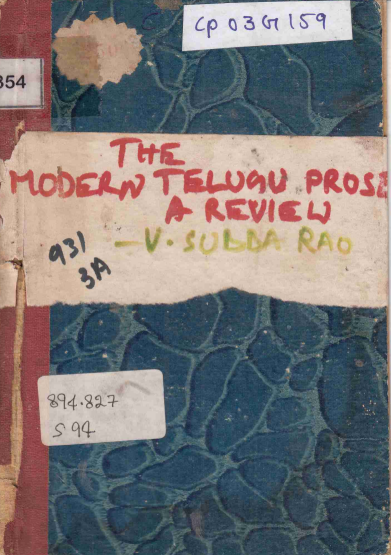 CP 03G159
354
THE
MODERN TELUGU PROSE
A REVIEW
—V. SUBBA RAO
931
3A
894.827
S 94